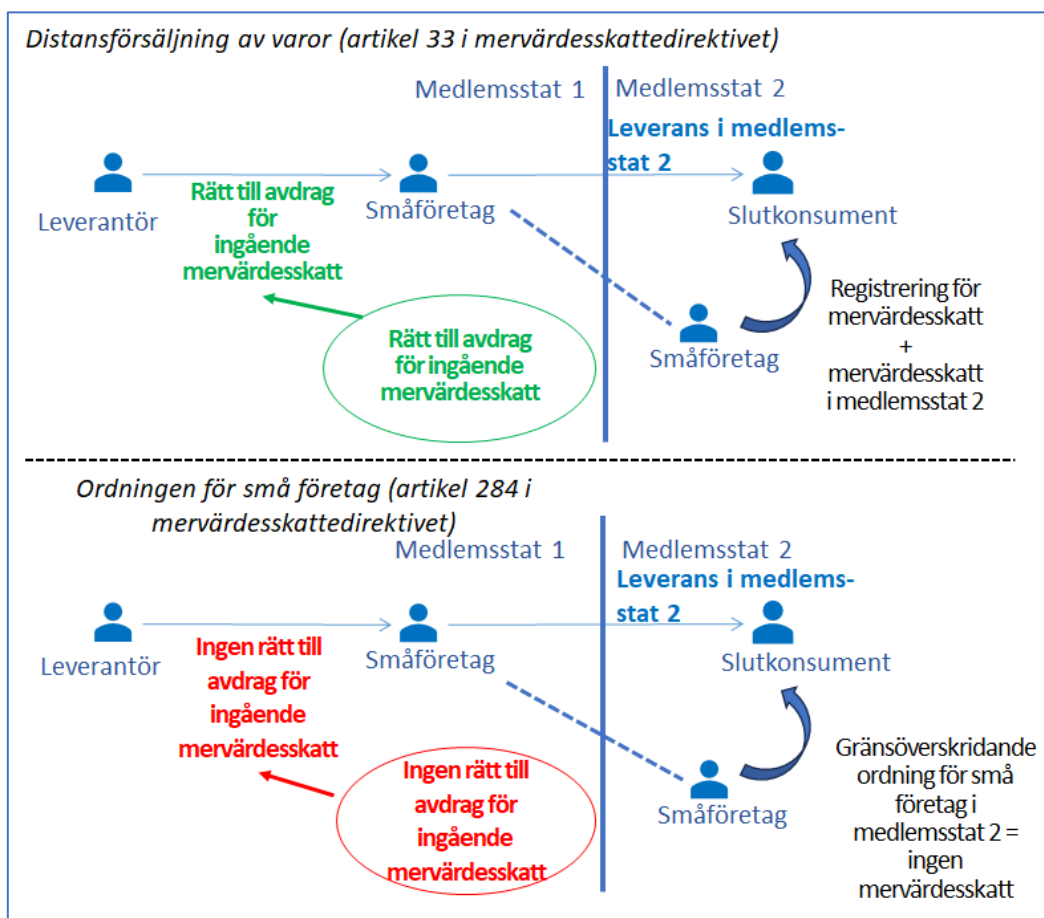 Distansförsäljning av varor (artikel 33 i mervärdesskattedirektivet)
Medlemsstat 1
Medlemsstat 2
Leverans i medlems-
stat 2
Leverantör
Rätt till avdrag
för
ingående
mervärdesskatt
Småföretag
Slutkonsument
Rätt till avdrag
för ingående
mervärdesskatt
Småföretag
Registrering för
mervärdesskatt
+
mervärdesskatt
i medlemsstat 2
Ordningen för små företag (artikel 284 i
mervärdesskattedirektivet)
Medlemsstat 1
Medlemsstat 2
Leverans i medlems-
stat 2
Leverantör
Ingen rätt till
avdrag för
ingående
mervärdesskatt
Småföretag
Slutkonsument
Ingen rätt till
avdrag för
ingående
mervärdesskatt
Småföretag
Gränsöverskridande
ordning för små
företag i
medlemsstat 2 =
ingen
mervärdesskatt